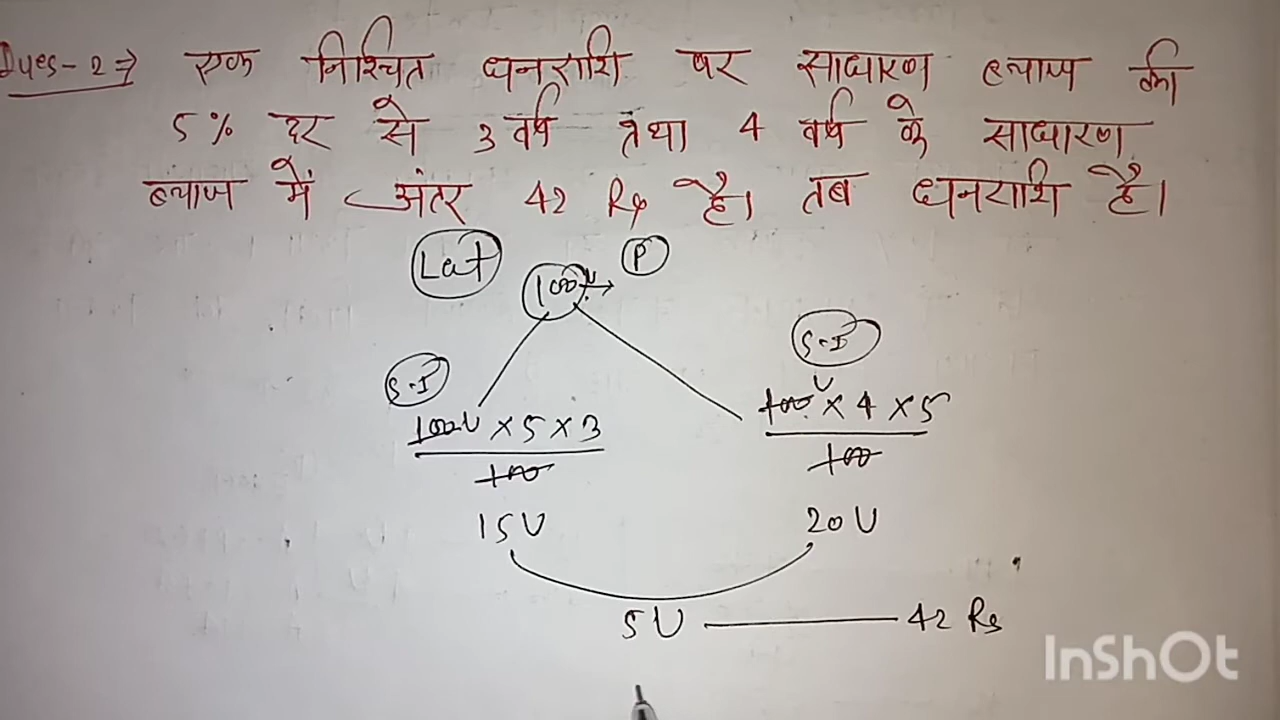 Ques-2⇒ एक निश्चित धनराशि पर साधारण ब्याज की
5% दर से 3 वर्ष तथा 4 वर्ष के साधारण
ब्याज में अंतर 42 Rs है। तब धनराशि है।
Let 100U → P
S.I S.I
100U × 5 × 3 100U × 4 × 5
100 100
15U 20U
5U — 42 Rs
InShOt